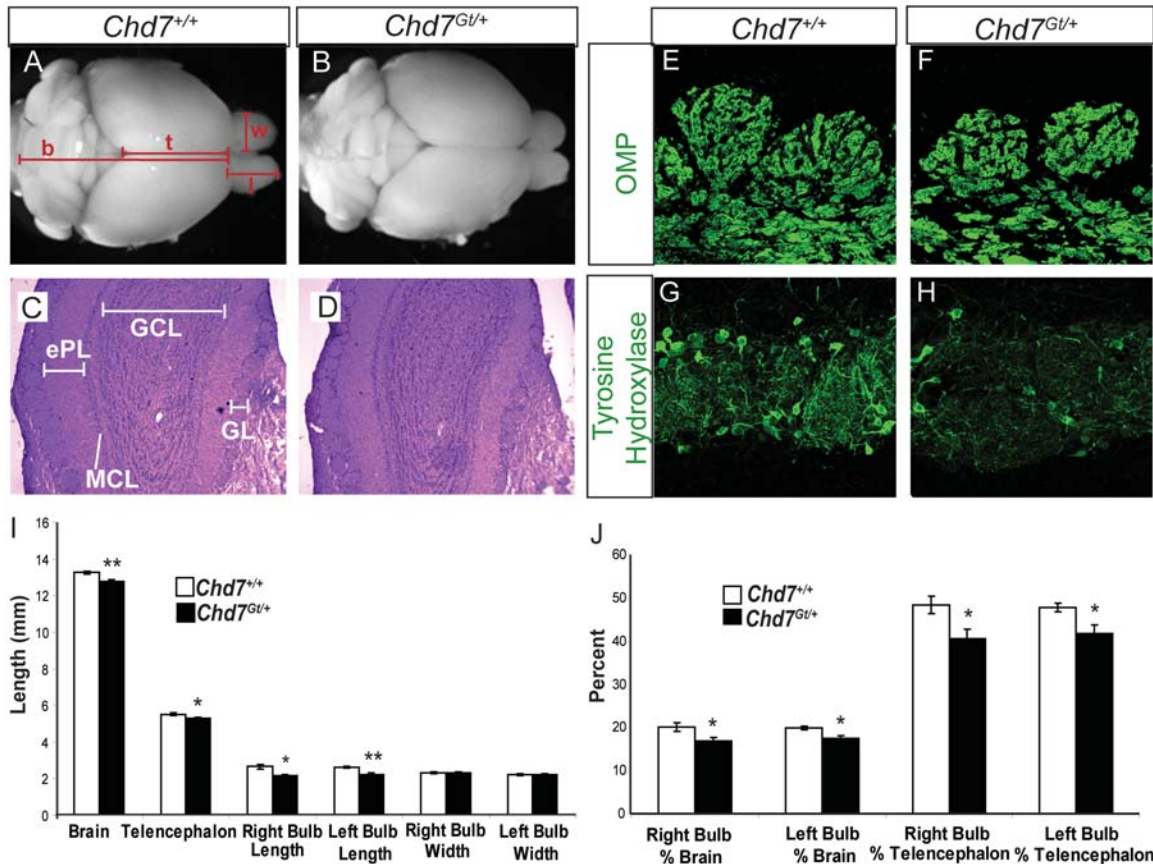 Chd7+/+
Chd7Gt/+
Chd7+/+
Chd7Gt/+
A
w
b
t
l
B
OMP
E
F
C
GCL
ePL
GL
MCL
D
Tyrosine
Hydroxylase
G
H
I
16
14
12
10
8
6
4
2
0
Length (mm)
**
*
*
**
Chd7+/+
Chd7Gt/+
Brain
Telencephalon
Right Bulb
Length
Left Bulb
Length
Right Bulb
Width
Left Bulb
Width
J
60
50
40
30
20
10
0
Percent
*
*
*
*
Chd7+/+
Chd7Gt/+
Right Bulb
% Brain
Left Bulb
% Brain
Right Bulb
% Telencephalon
Left Bulb
% Telencephalon